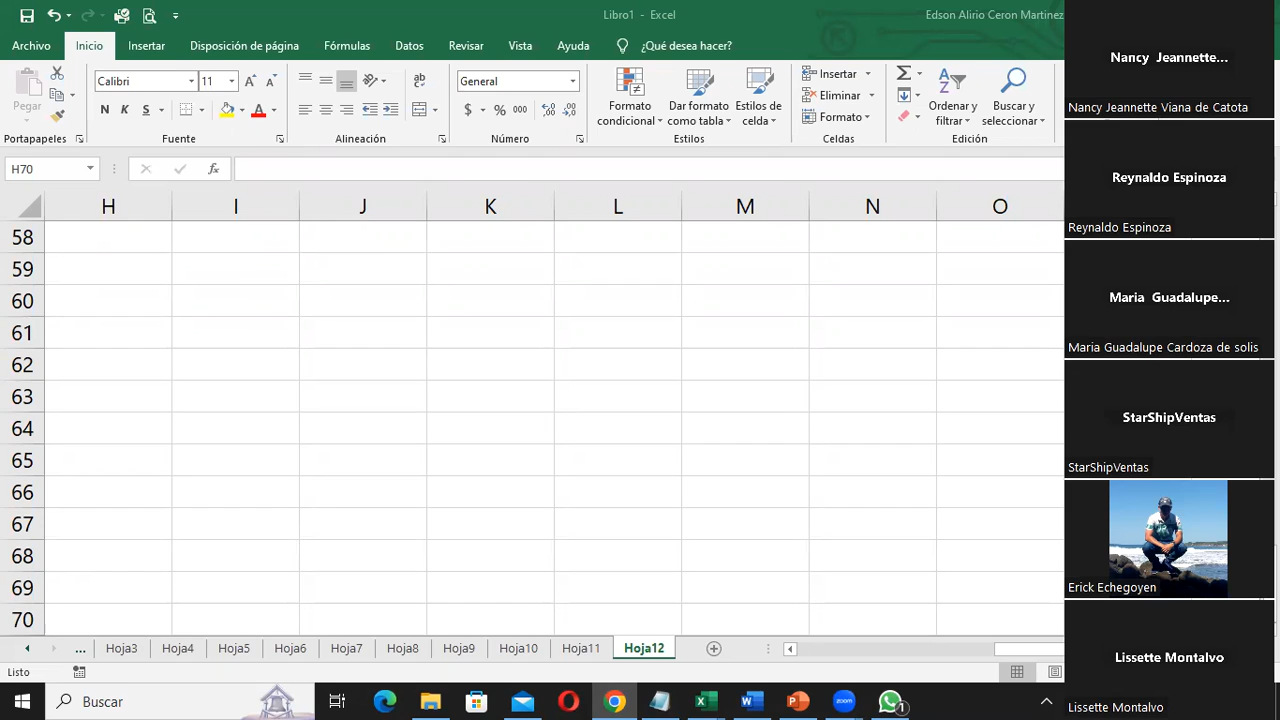 Libro1 - Excel
Edson Alirio Ceron Martinez
Archivo Inicio Insertar Disposición de página Fórmulas Datos Revisar Vista Ayuda ¿Qué desea hacer?
Pegar
Calibri 11
N K S
ab
General
$ % 000
Formato condicional
Dar formato como tabla
Estilos de celda
Insertar
Eliminar
Formato
Ordenar y filtrar
Buscar y seleccionar
Portapapeles Fuente Alineación Número Estilos Celdas Edición
H70
fx
H I J K L M N O
58
59
60
61
62
63
64
65
66
67
68
69
70
... Hoja3 Hoja4 Hoja5 Hoja6 Hoja7 Hoja8 Hoja9 Hoja10 Hoja11 Hoja12
Listo
Buscar
zoom
1
Nancy Jeannette...
Nancy Jeannette Viana de Catota
Reynaldo Espinoza
Reynaldo Espinoza
Maria Guadalupe...
Maria Guadalupe Cardoza de solis
StarShipVentas
StarShipVentas
Erick Echegoyen
Lissette Montalvo
Lissette Montalvo